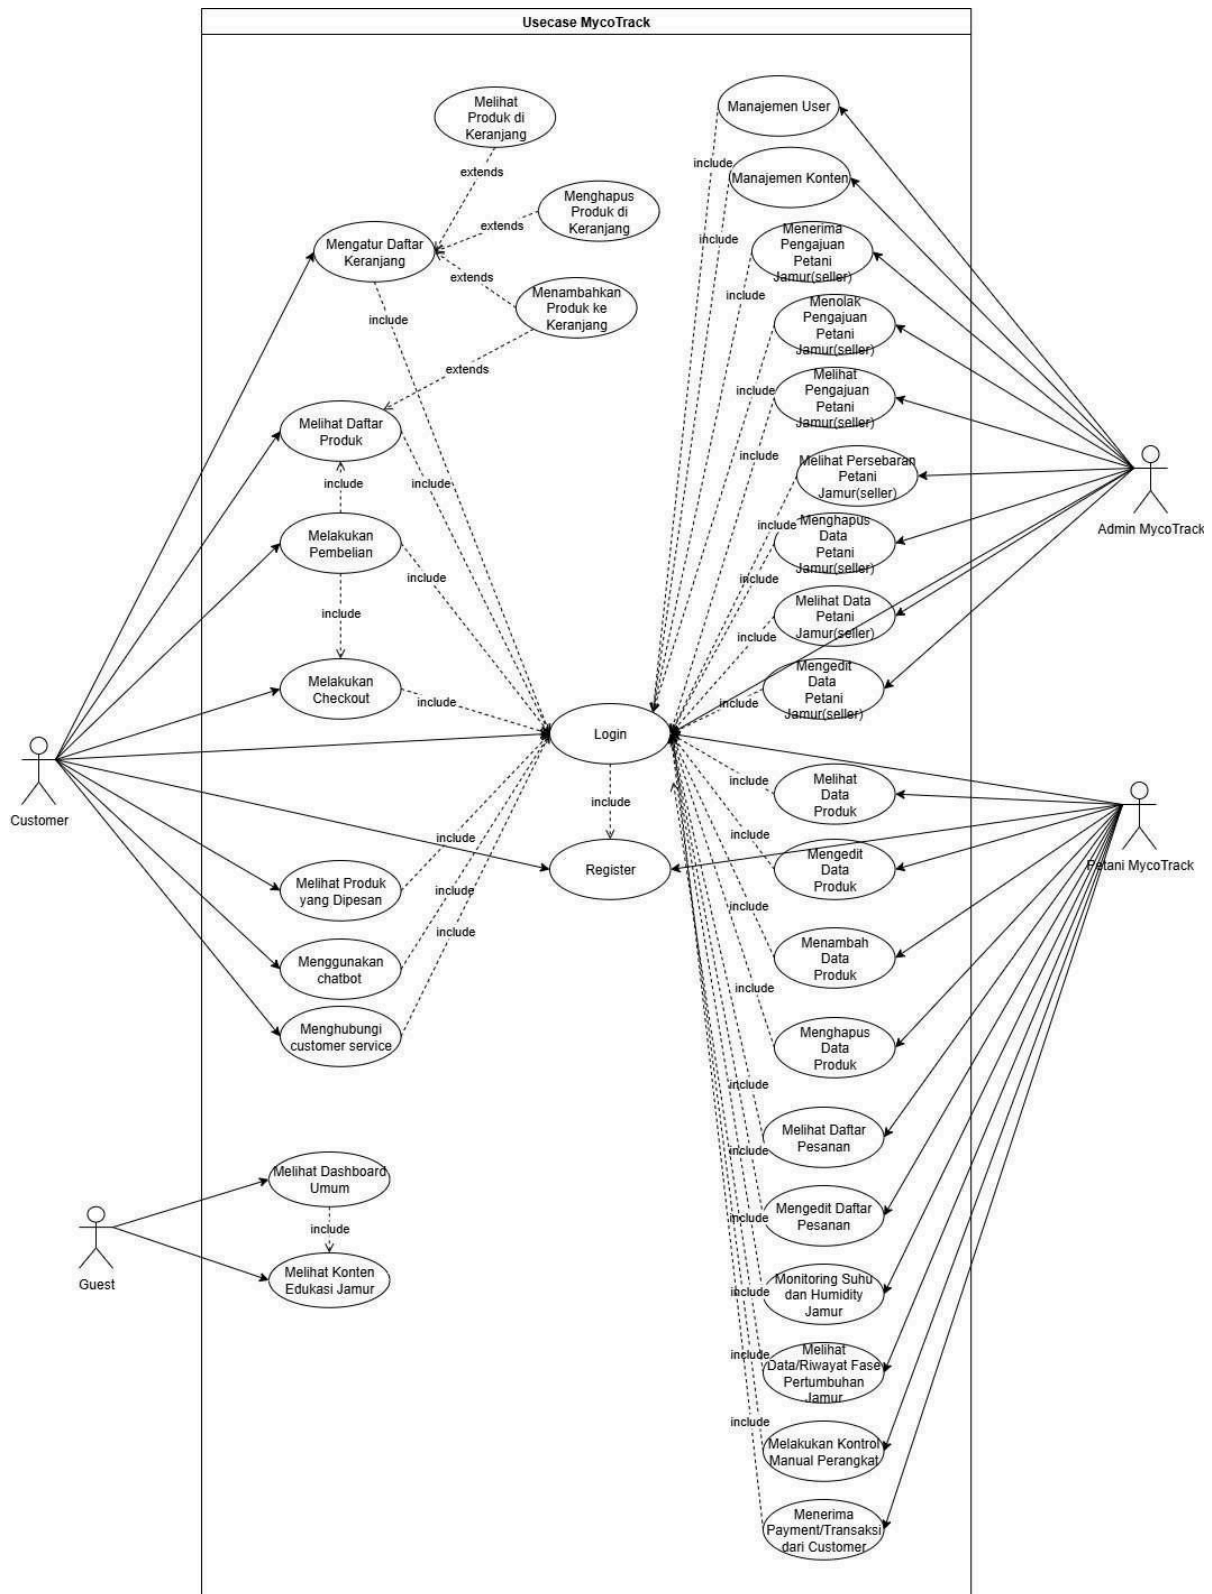 Usecase MycoTrack
Melihat
Produk di
Keranjang
extends
Menghapus
Produk di
Keranjang
extends
Mengatur Daftar
Keranjang
extends
Menambahkan
Produk ke
Keranjang
include
extends
Melihat Daftar
Produk
include
include
Melakukan
Pembelian
include
include
Melakukan
Checkout
include
Customer
Login
include
Register
Melihat Produk
yang Dipesan
include
Menggunakan
chatbot
include
Menghubungi
customer service
include
Guest
Melihat Dashboard
Umum
include
Melihat Konten
Edukasi Jamur
Manajemen User
include
Manajemen Konten
include
Menerima
Pengajuan
Petani
Jamur(seller)
include
Menolak
Pengajuan
Petani
Jamur(seller)
include
Melihat
Pengajuan
Petani
Jamur(seller)
include
Melihat Persebaran
Petani
Jamur(seller)
include
Menghapus
Data
Petani
Jamur(seller)
include
Melihat Data
Petani
Jamur(seller)
include
Mengedit
Data
Petani
Jamur(seller)
include
Admin MycoTrack
Melihat
Data
Produk
include
Mengedit
Data
Produk
include
Menambah
Data
Produk
include
Menghapus
Data
Produk
include
Melihat Daftar
Pesanan
include
Mengedit Daftar
Pesanan
include
Monitoring Suhu
dan Humidity
Jamur
include
Melihat
Data/Riwayat Fase
Pertumbuhan
Jamur
include
Melakukan Kontrol
Manual Perangkat
include
Menerima
Payment/Transaksi
dari Customer
include
Petani MycoTrack